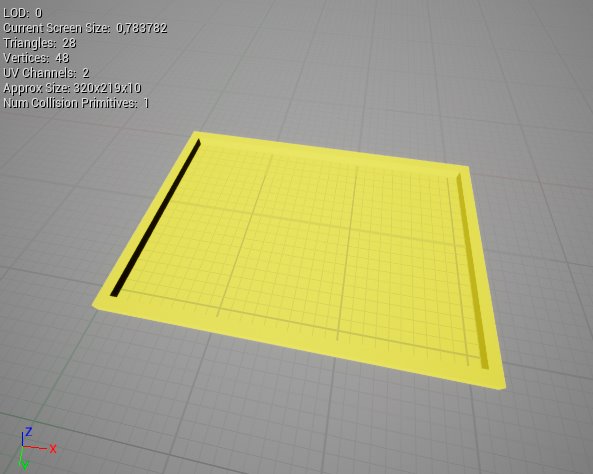 LOD: 0
Current Screen Size: 0,783782
Triangles: 28
Vertices: 48
UV Channels: 2
Approx Size: 320x219x10
Num Collision Primitives: 1
Z
X
Y